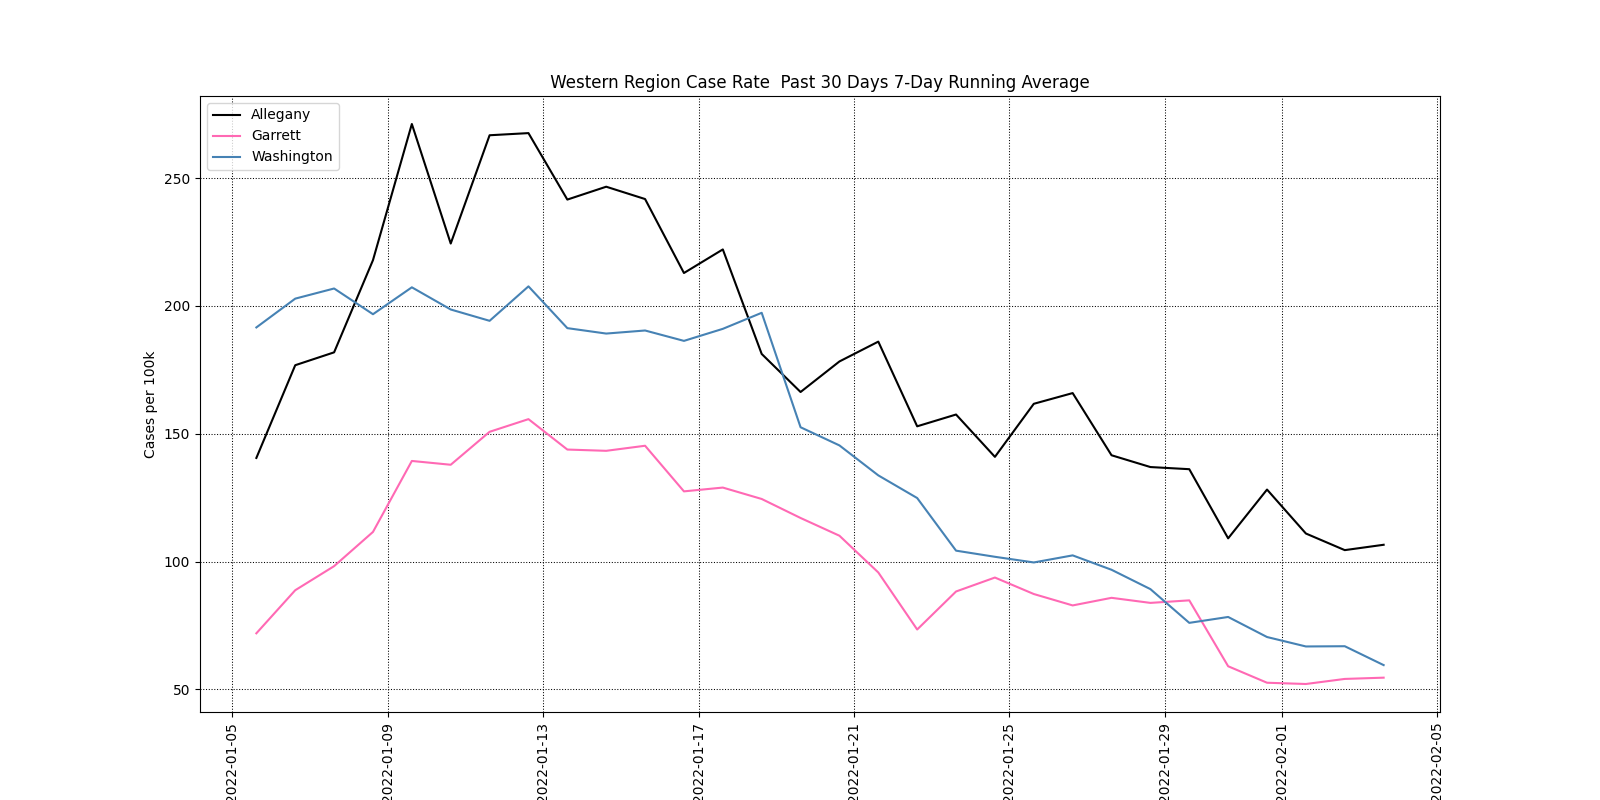 Western Region Case Rate  Past 30 Days 7-Day Running Average
Allegany
Garrett
Washington
Cases per 100k
250
200
150
100
50
2022-01-05
2022-01-09
2022-01-13
2022-01-17
2022-01-21
2022-01-25
2022-01-29
2022-02-01
2022-02-05